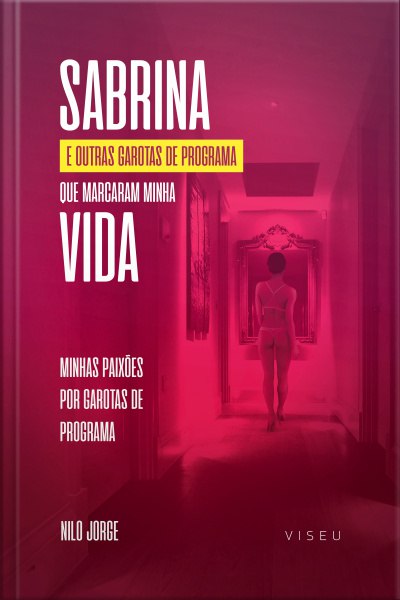 SABRINA
E OUTRAS GAROTAS DE PROGRAMA
QUE MARCARAM MINHA
VIDA
MINHAS PAIXÕES
POR GAROTAS DE
PROGRAMA
NILO JORGE
VISEU